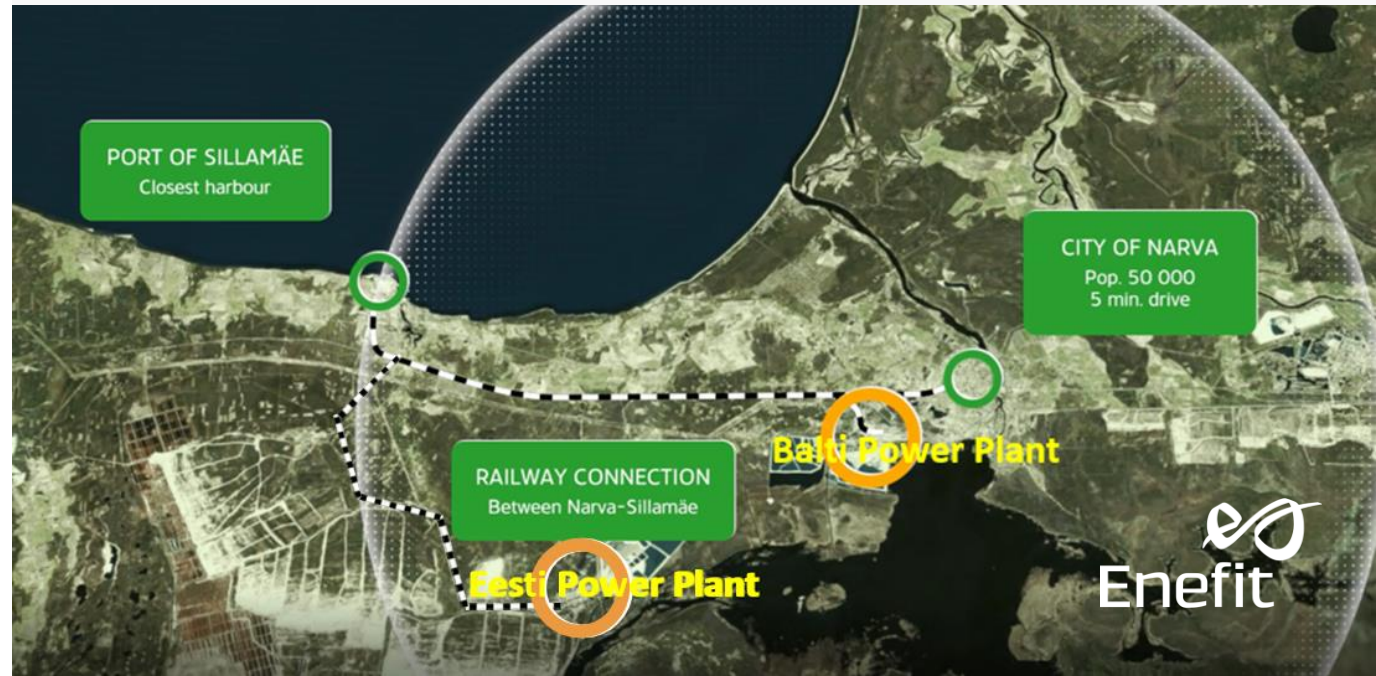 PORT OF SILLAMÄE
Closest harbour
CITY OF NARVA
Pop. 50 000
5 min. drive
Balti Power Plant
RAILWAY CONNECTION
Between Narva-Sillamäe
Eesti Power Plant
Enefit